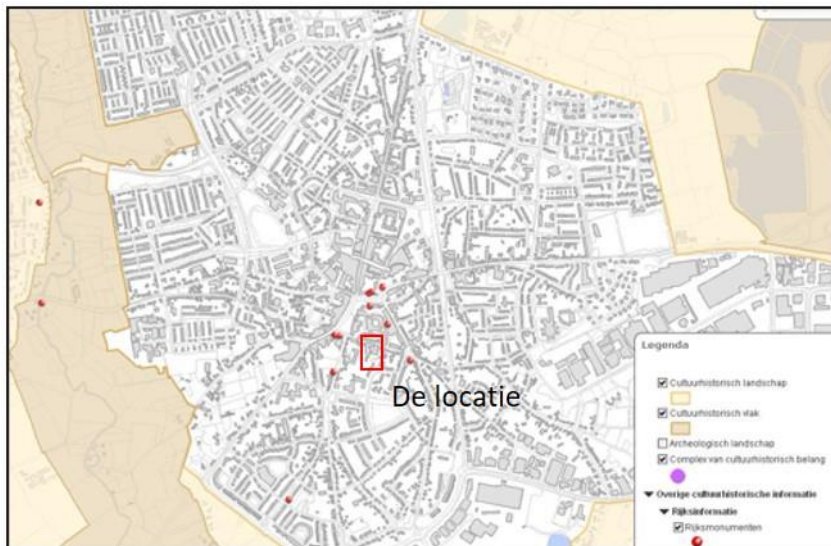 De locatie
Legenda
Cultuurhistorisch landschap
Cultuurhistorisch vlak
Archeologisch landschap
Complex van cultuurhistorisch belang
Overige cultuurhistorische informatie
Rijksinformatie
Rijksmonumenten